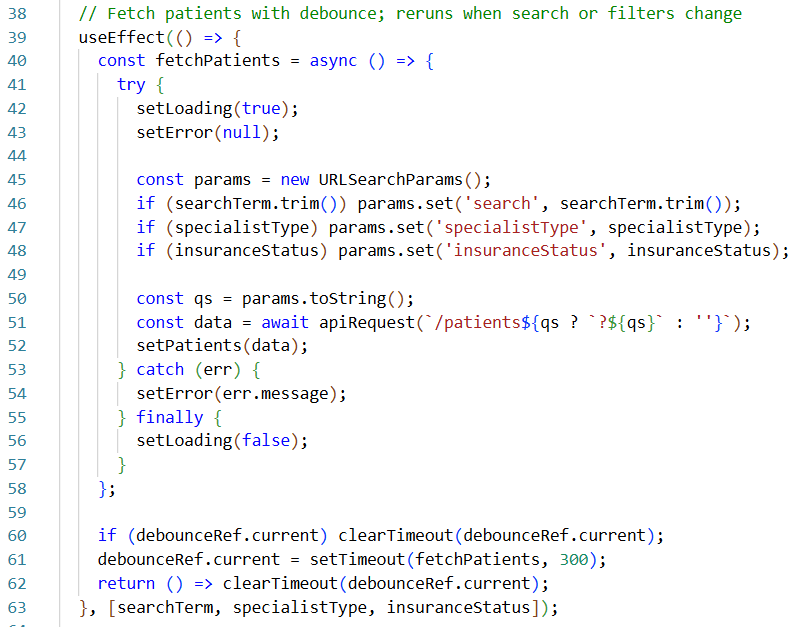 38 // Fetch patients with debounce; reruns when search or filters change
39 useEffect(() => {
40   const fetchPatients = async () => {
41     try {
42       setLoading(true);
43       setError(null);
44
45       const params = new URLSearchParams();
46       if (searchTerm.trim()) params.set('search', searchTerm.trim());
47       if (specialistType) params.set('specialistType', specialistType);
48       if (insuranceStatus) params.set('insuranceStatus', insuranceStatus);
49
50       const qs = params.toString();
51       const data = await apiRequest(`/patients${qs ? `?${qs}` : ''}`);
52       setPatients(data);
53     } catch (err) {
54       setError(err.message);
55     } finally {
56       setLoading(false);
57     }
58   };
59
60   if (debounceRef.current) clearTimeout(debounceRef.current);
61   debounceRef.current = setTimeout(fetchPatients, 300);
62   return () => clearTimeout(debounceRef.current);
63 }, [searchTerm, specialistType, insuranceStatus]);